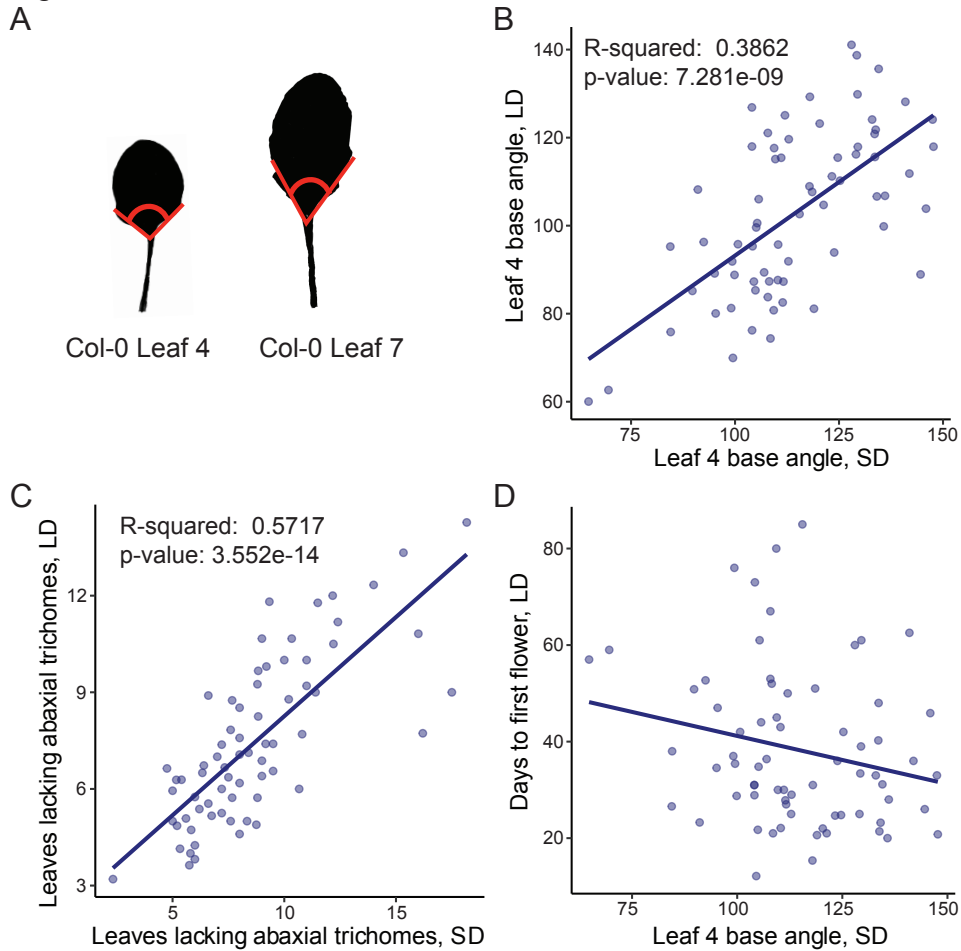 A
Col-0 Leaf 4
Col-0 Leaf 7
B
R-squared: 0.3862
p-value: 7.281e-09
Leaf 4 base angle, LD
140
120
100
80
60
75
100
125
150
Leaf 4 base angle, SD
C
R-squared: 0.5717
p-value: 3.552e-14
Leaves lacking abaxial trichomes, LD
12
9
6
3
5
10
15
Leaves lacking abaxial trichomes, SD
D
Days to first flower, LD
80
60
40
20
75
100
125
150
Leaf 4 base angle, SD